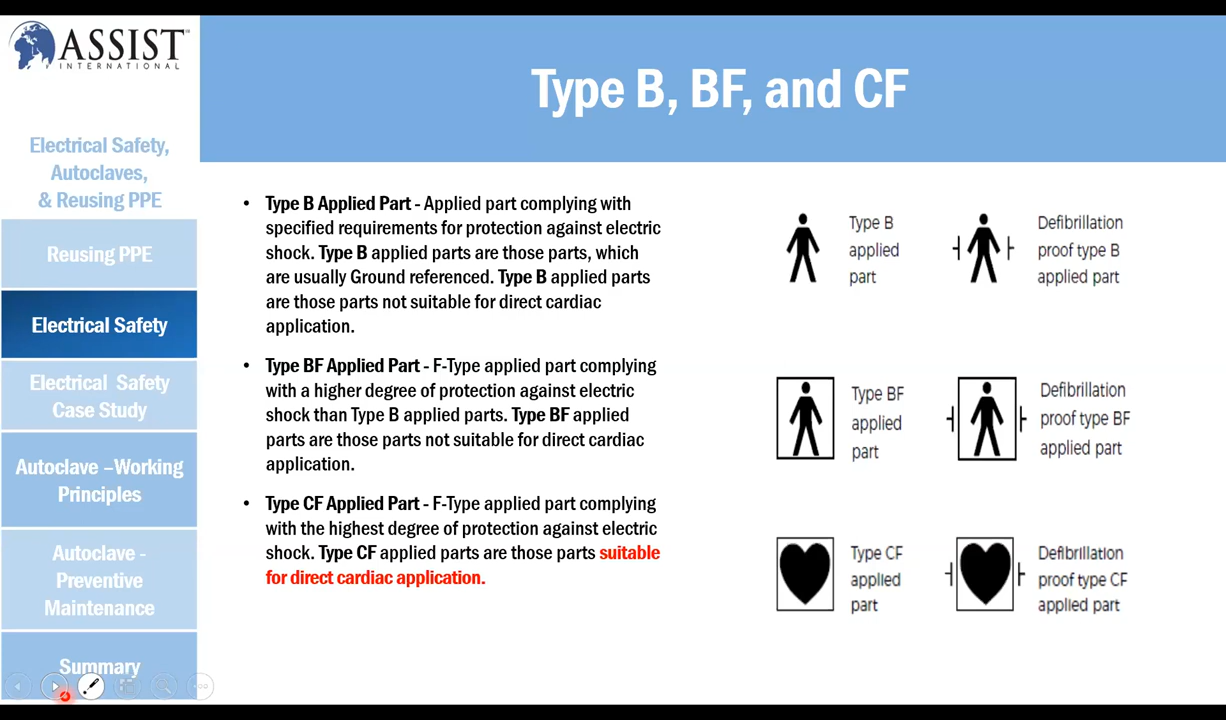 ASSIST
INTERNATIONAL
Type B, BF, and CF
Electrical Safety,
Autoclaves,
& Reusing PPE
Reusing PPE
Electrical Safety
Electrical Safety
Case Study
Autoclave –Working
Principles
Autoclave -
Preventive
Maintenance
Summary
• Type B Applied Part - Applied part complying with
specified requirements for protection against electric
shock. Type B applied parts are those parts, which
are usually Ground referenced. Type B applied parts
are those parts not suitable for direct cardiac
application.
• Type BF Applied Part - F-Type applied part complying
with a higher degree of protection against electric
shock than Type B applied parts. Type BF applied
parts are those parts not suitable for direct cardiac
application.
• Type CF Applied Part - F-Type applied part complying
with the highest degree of protection against electric
shock. Type CF applied parts are those parts suitable
for direct cardiac application.
Type B
applied
part
Defibrillation
proof type B
applied part
Type BF
applied
part
Defibrillation
proof type BF
applied part
Type CF
applied
part
Defibrillation
proof type CF
applied part